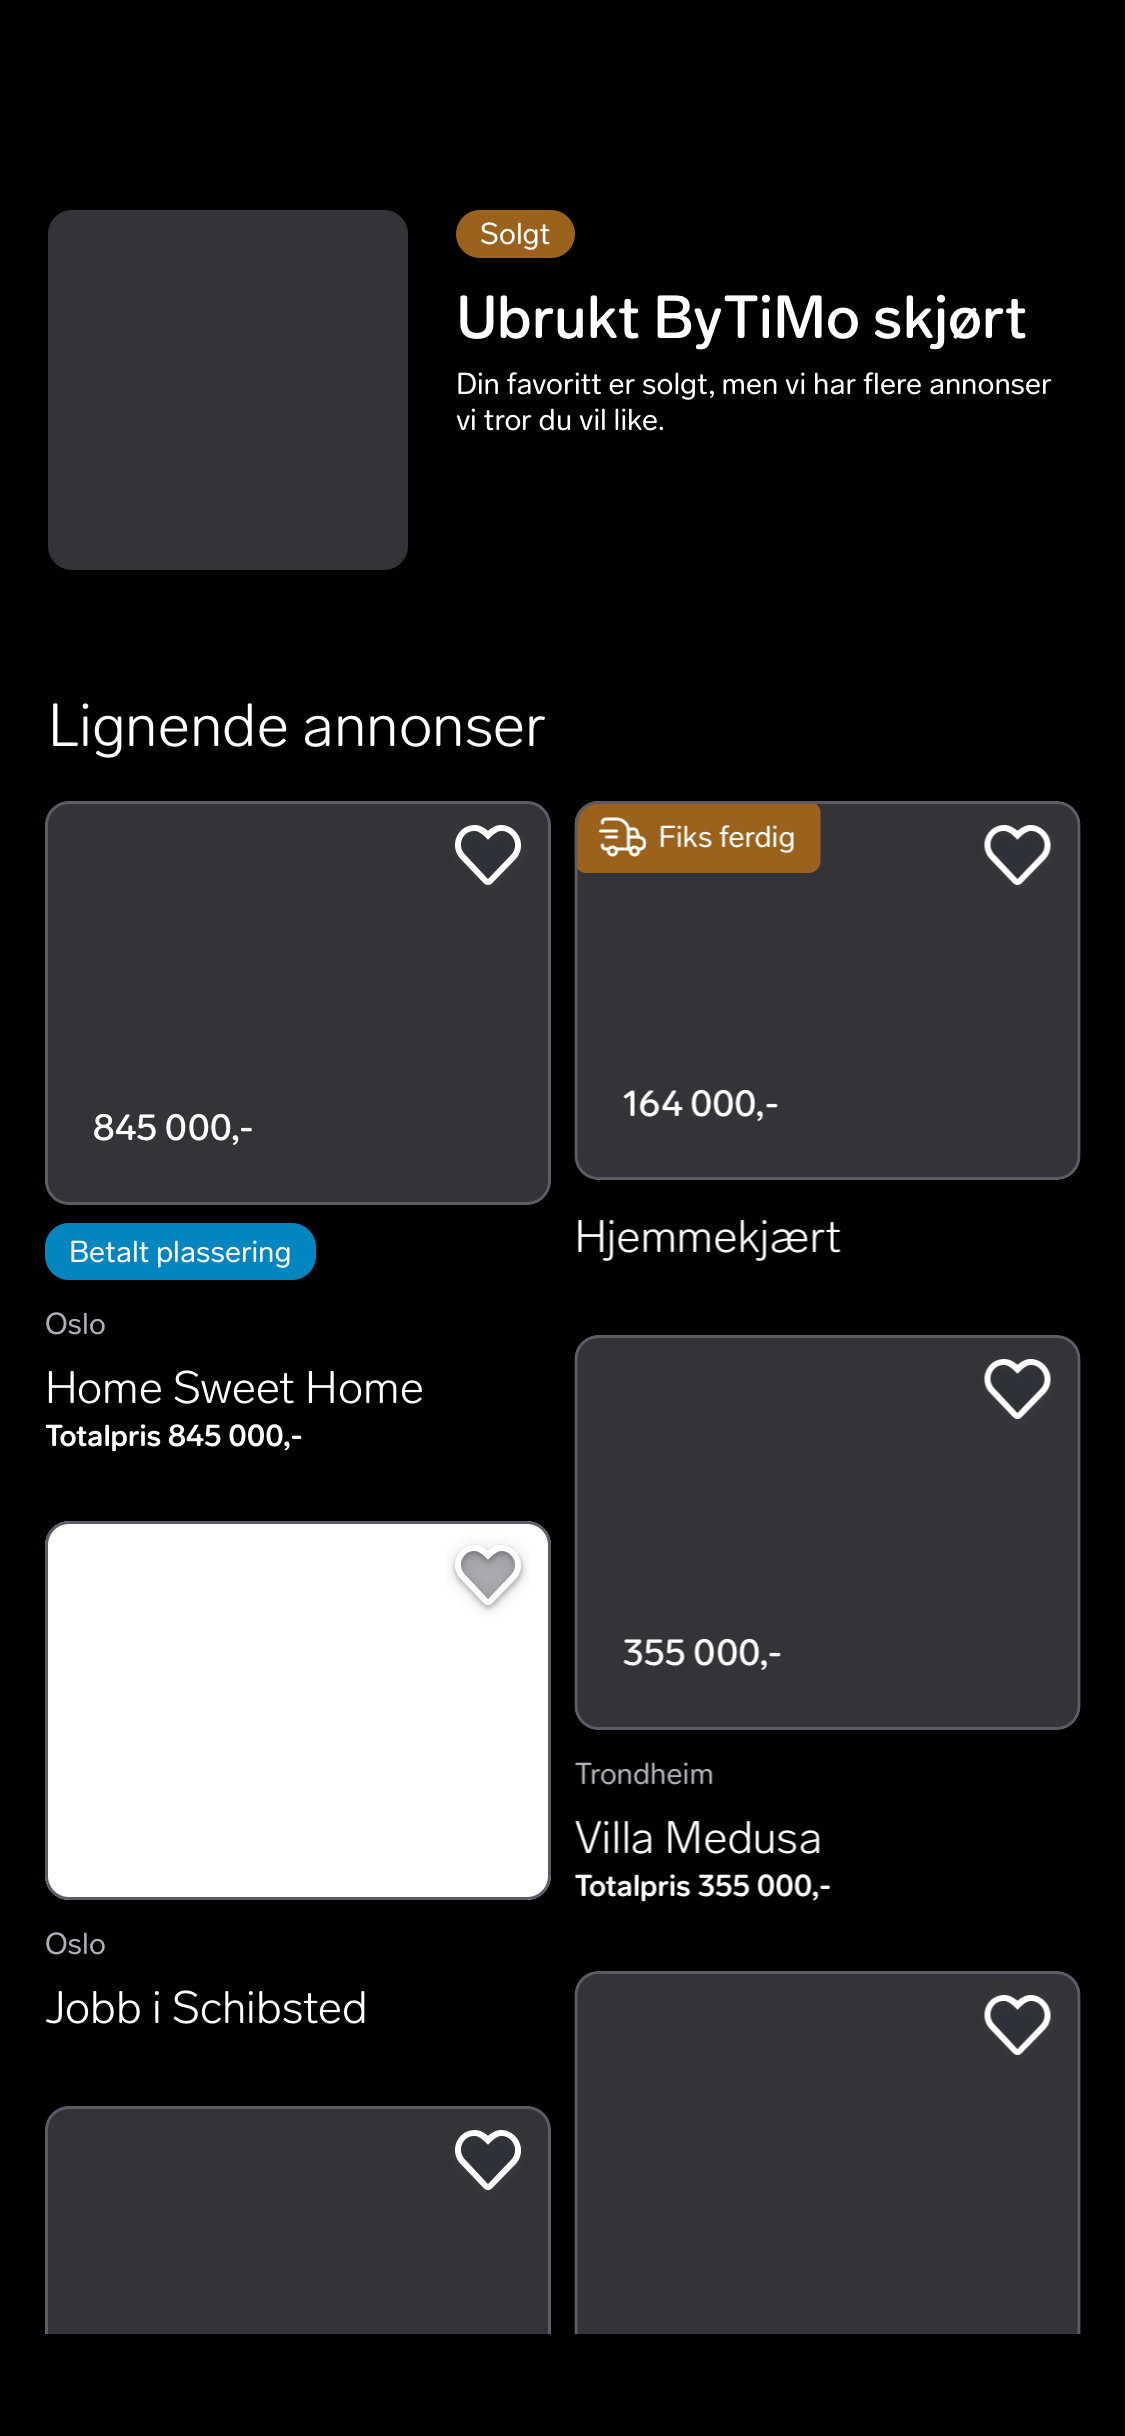 Solgt
Ubrukt ByTiMo skjørt
Din favoritt er solgt, men vi har flere annonser
vi tror du vil like.
Lignende annonser
845 000,-
Betalt plassering
Oslo
Home Sweet Home
Totalpris 845 000,-
Fiks ferdig
164 000,-
Hjemmekjært
355 000,-
Trondheim
Villa Medusa
Totalpris 355 000,-
Oslo
Jobb i Schibsted